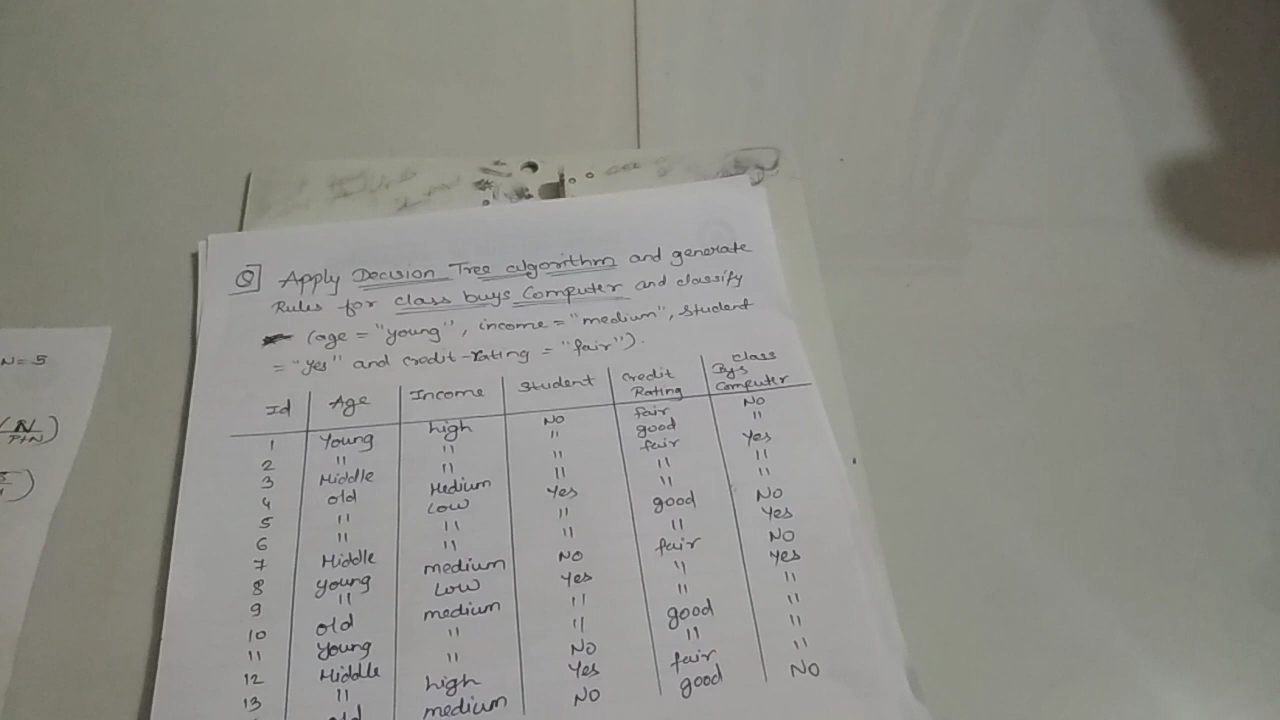 Q] Apply Decision Tree algorithm and generate
Rules for class buys Computer and classify
(age = "young", income = "medium", student
= "yes" and credit-rating = "fair").
Id Age Income Student Credit Rating Class Bys Computer
1 Young high NO fair NO
2 " " " good "
3 Middle " " fair Yes
4 old Medium " " "
5 " Low Yes " "
6 " " " good NO
7 Middle " " " Yes
8 young medium NO fair NO
9 " Low Yes " Yes
10 old medium " " "
11 Young " " good "
12 Middle " NO " "
13 " high Yes fair "
old medium NO good NO
N = 5
N
P+N